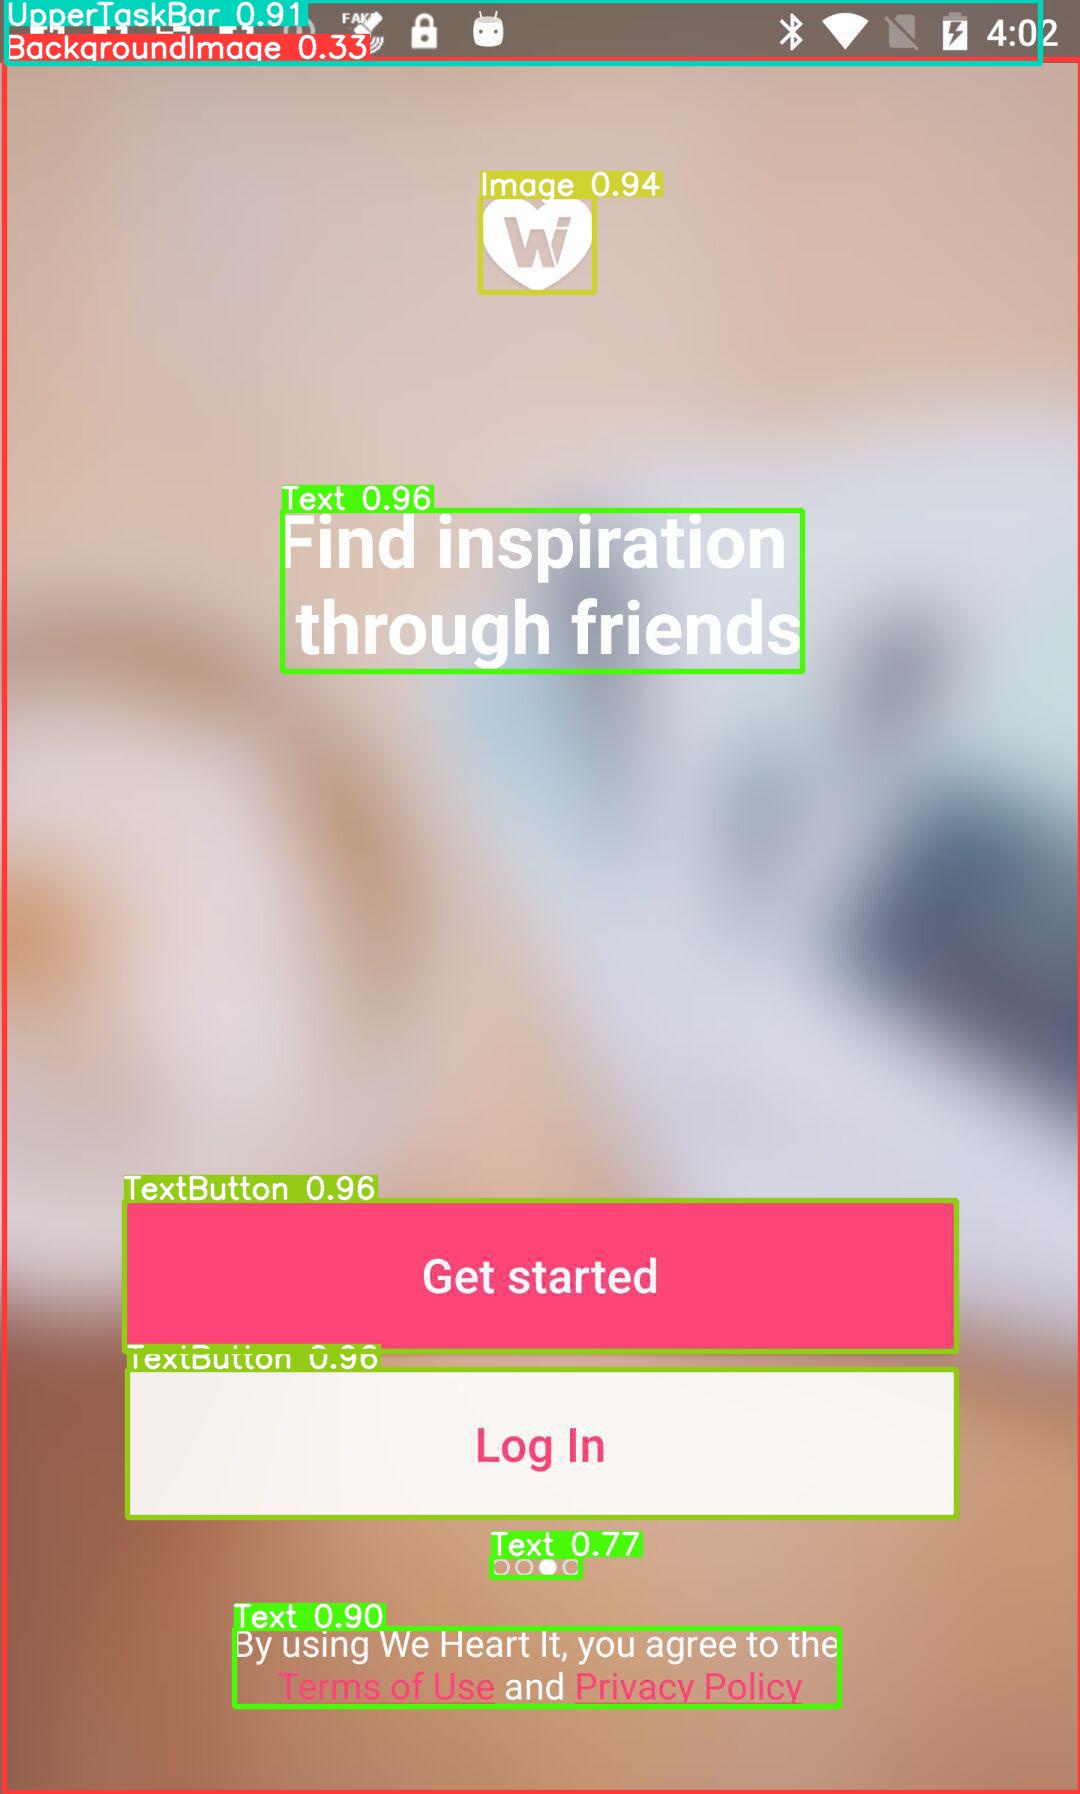 UpperTaskBar 0.91
BackgroundImage 0.33
4:02
Image 0.94
Wi
Text 0.96
Find inspiration
through friends
TextButton 0.96
Get started
TextButton 0.96
Log In
Text 0.77
Text 0.90
By using We Heart It, you agree to the
Terms of Use and Privacy Policy